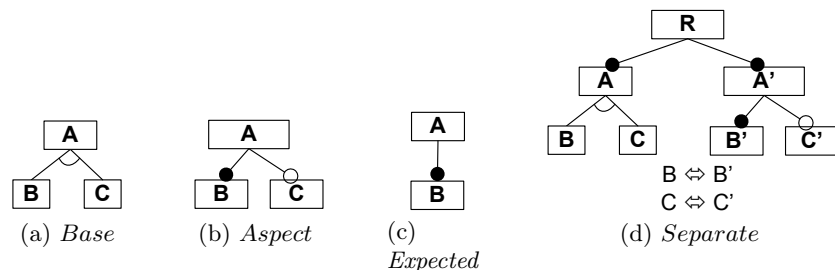 A
B C
(a) Base
A
B C
(b) Aspect
A
B
(c)
Expected
R
A A'
B C B' C'
B ⇔ B'
C ⇔ C'
(d) Separate